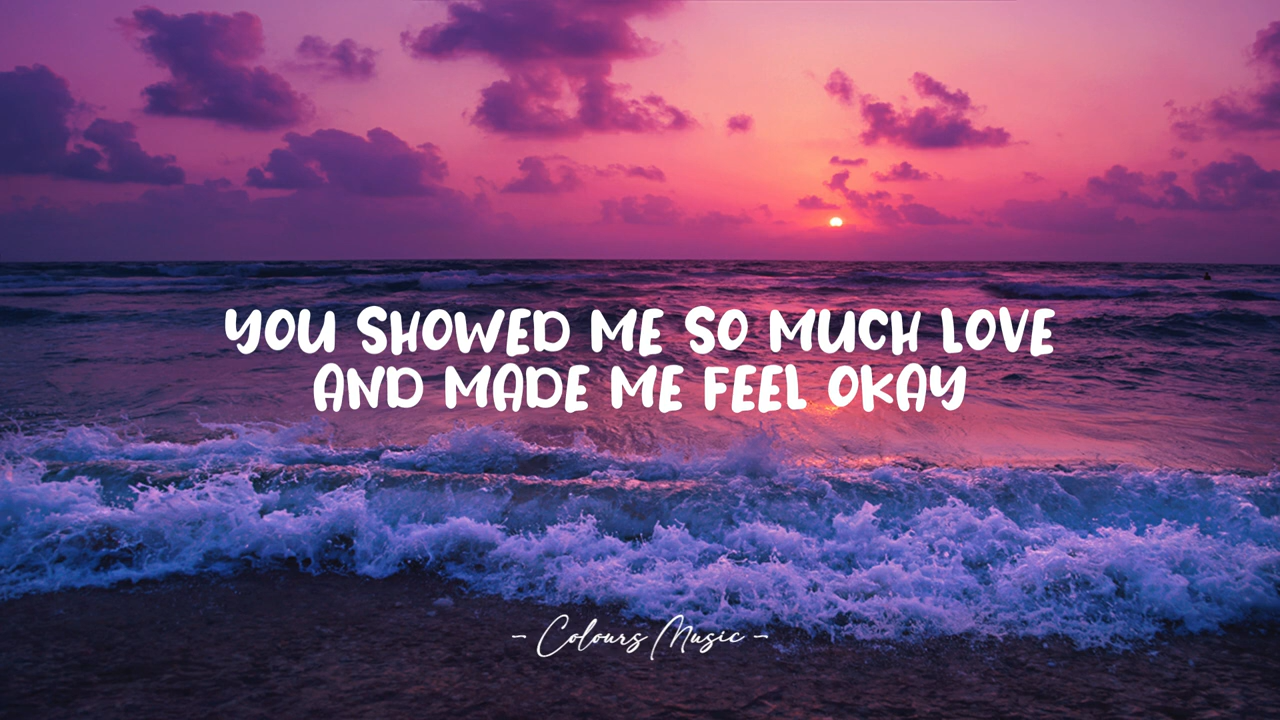 YOU SHOWED ME SO MUCH LOVE
AND MADE ME FEEL OKAY
- Colours Music -